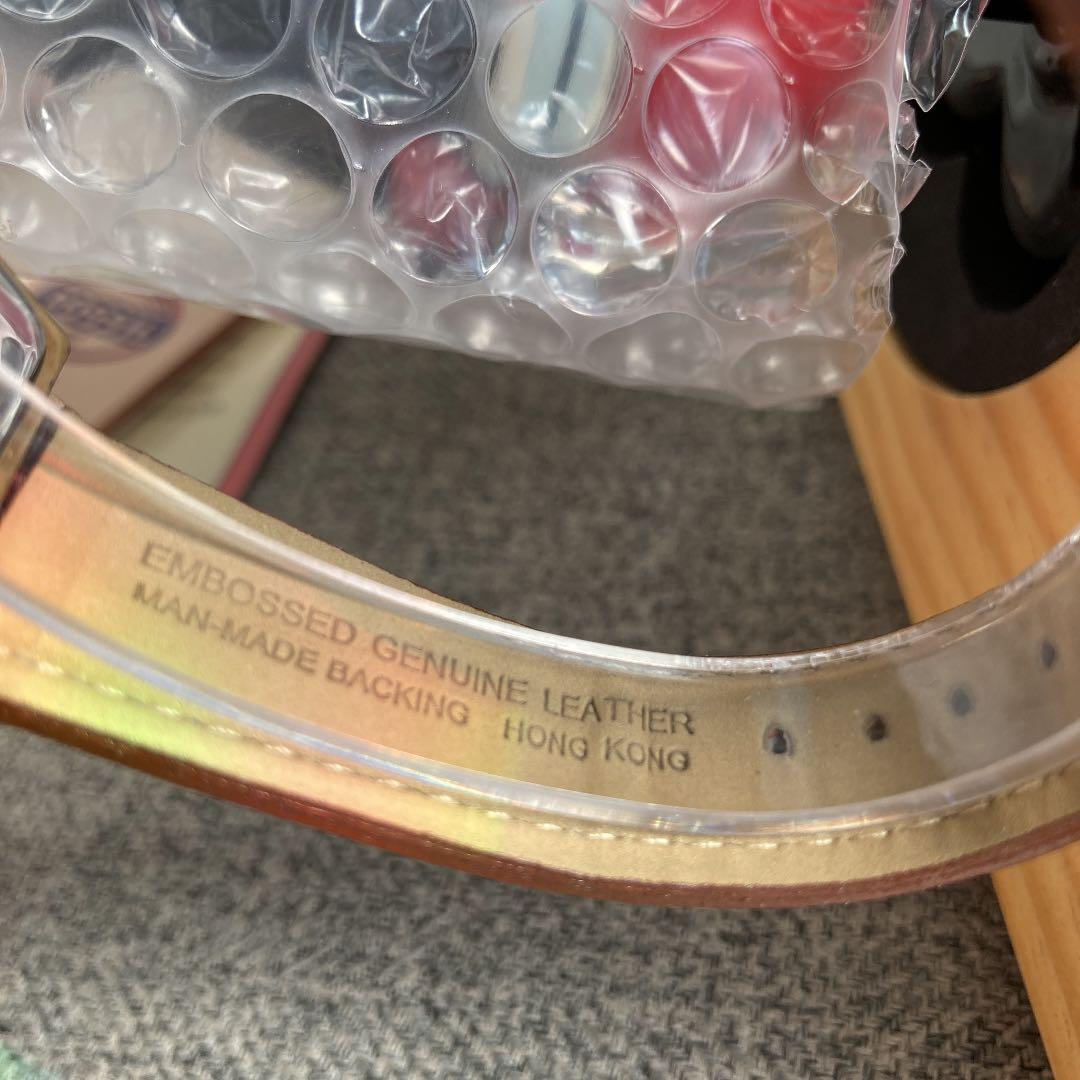 EMBOSSED GENUINE LEATHER
MAN-MADE BACKING HONG KONG